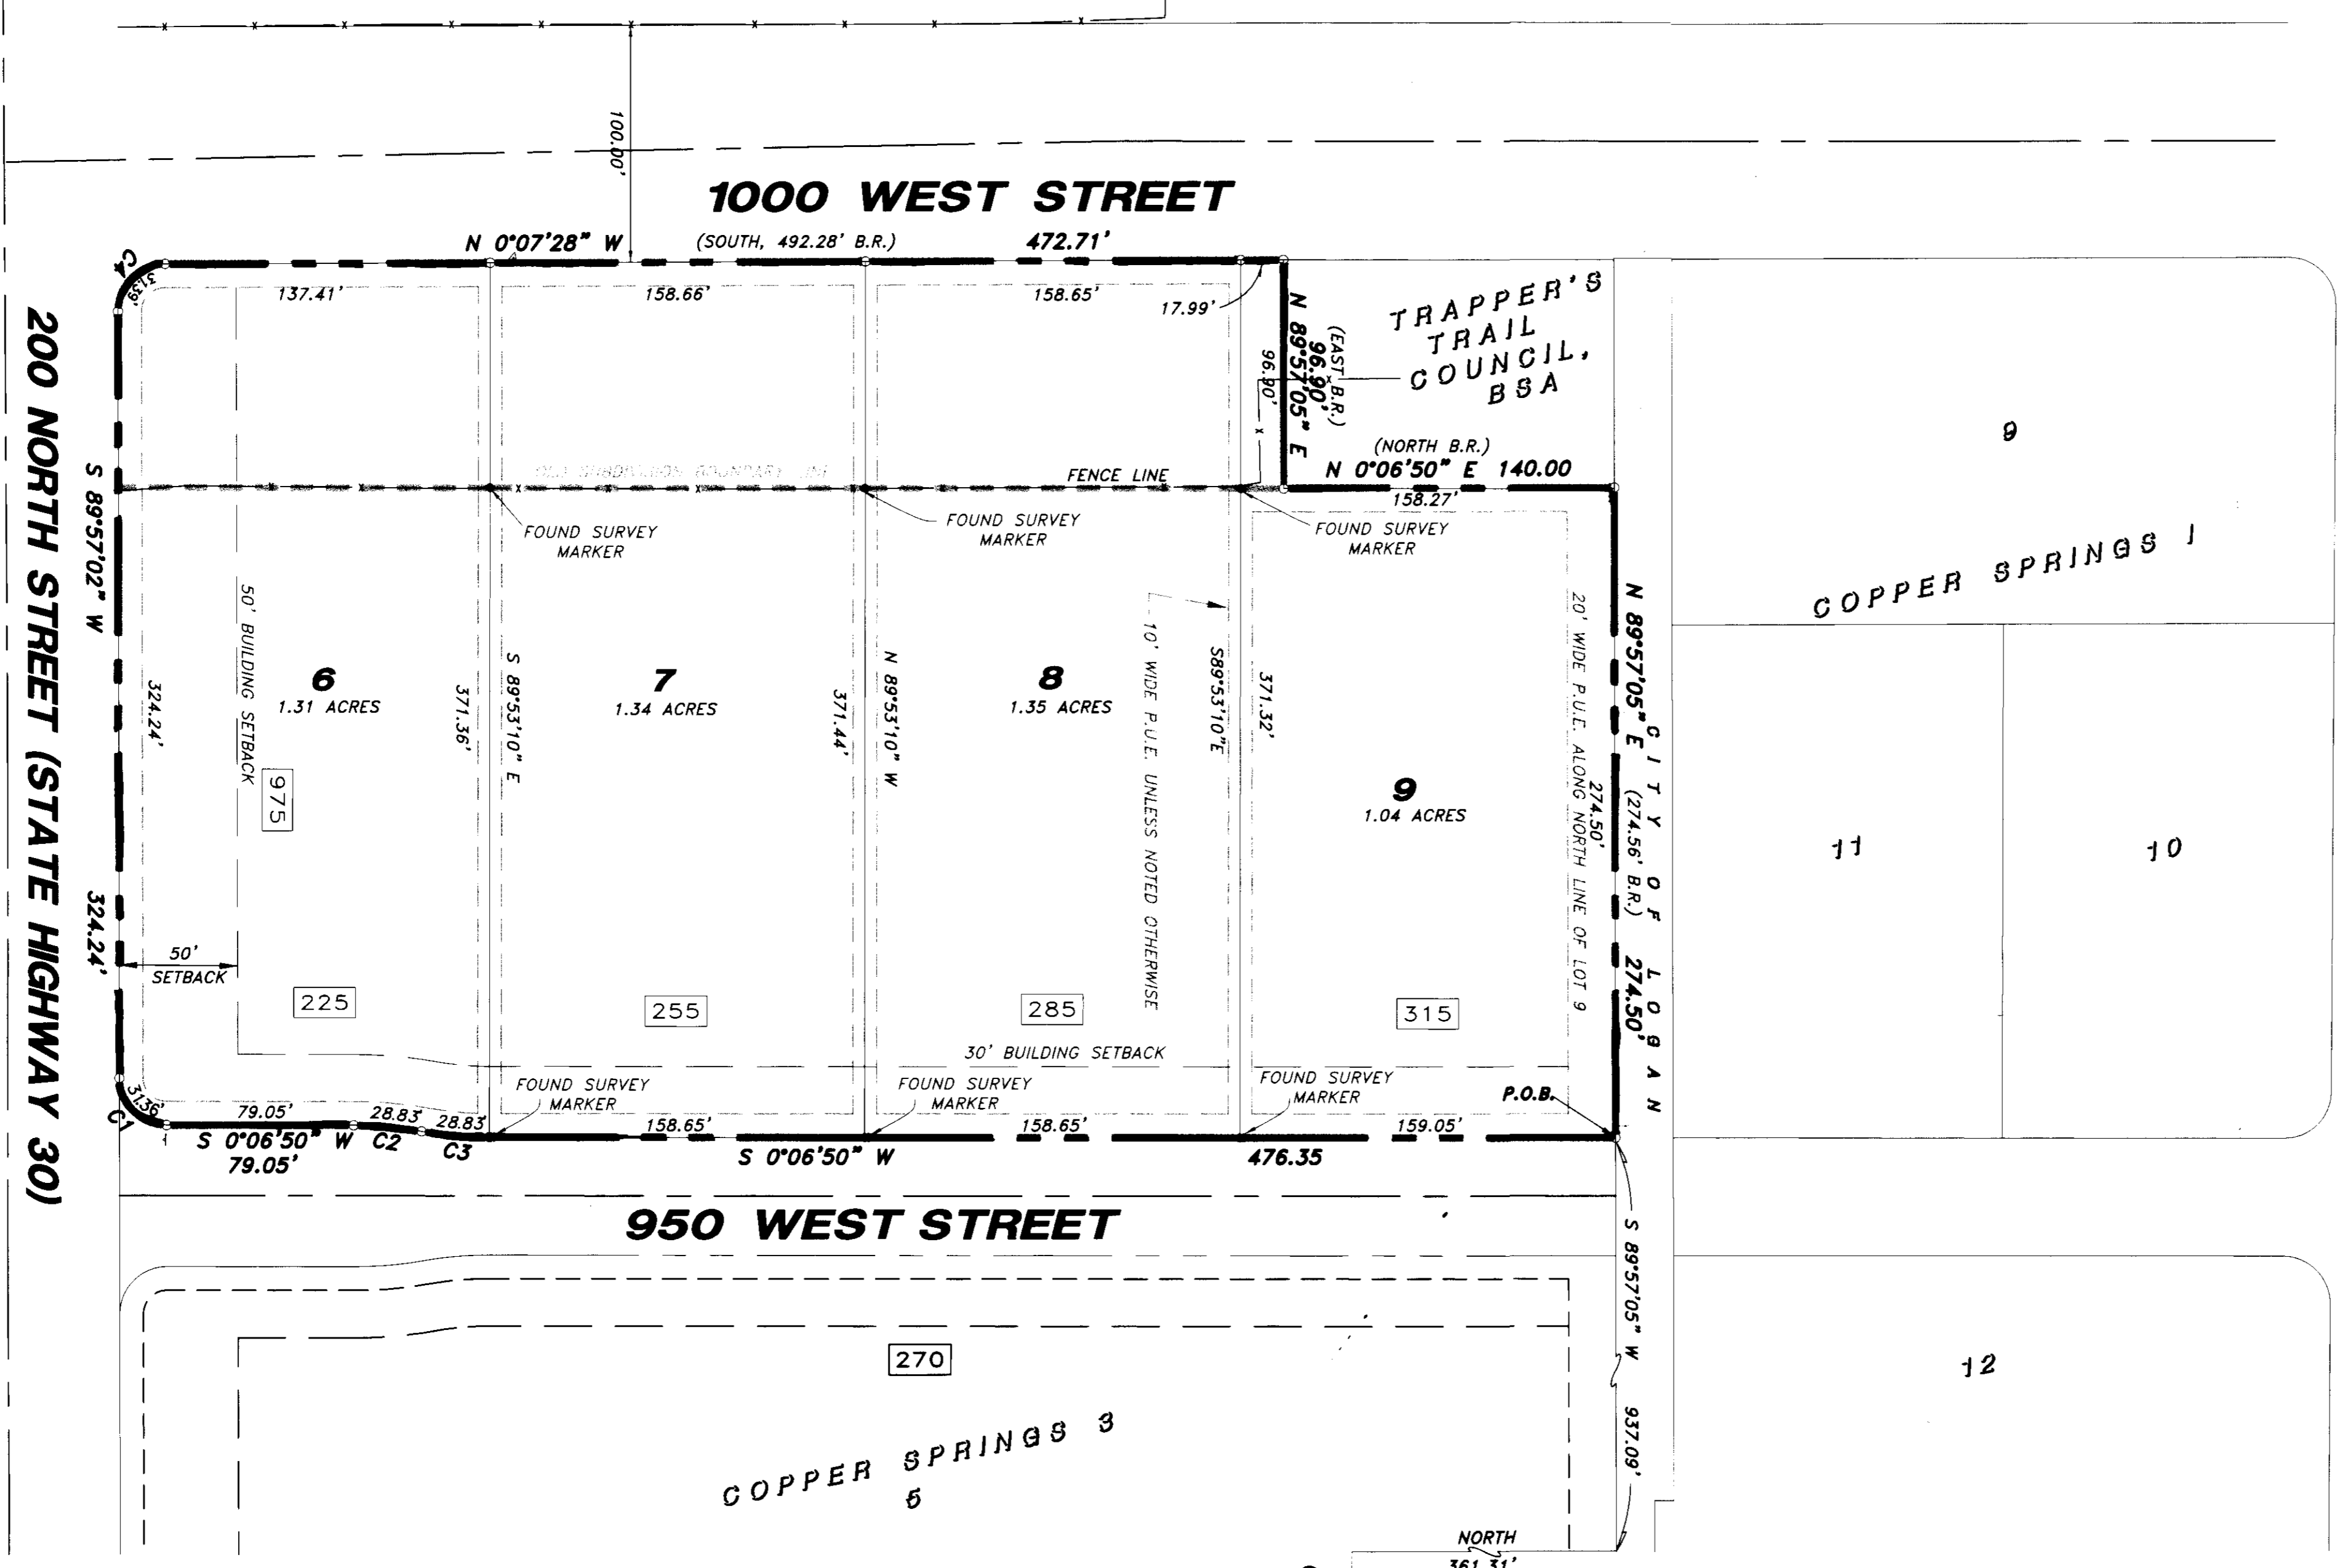 100.00'
1000 WEST STREET
N 0°07'28" W
(SOUTH, 492.28' B.R.)
472.71'
C4
31.39'
137.41'
158.66'
158.65'
17.99'
N 89°57'05" E
96.90'
(EAST B.R.)
96.90'
TRAPPER'S
TRAIL
COUNCIL,
BSA
(NORTH B.R.)
N 0°06'50" E 140.00
158.27'
FENCE LINE
OLD SUBDIVISION BOUNDARY LINE
FOUND SURVEY
MARKER
FOUND SURVEY
MARKER
FOUND SURVEY
MARKER
9
COPPER SPRINGS 1
11
10
12
200 NORTH STREET (STATE HIGHWAY 30)
S 89°57'02" W
324.24'
324.24'
50' BUILDING SETBACK
6
1.31 ACRES
975
371.36'
S 89°53'10" E
7
1.34 ACRES
371.44'
N 89°53'10" W
8
1.35 ACRES
10' WIDE P.U.E. UNLESS NOTED OTHERWISE
S89°53'10"E
371.32'
9
1.04 ACRES
20' WIDE P.U.E. ALONG NORTH LINE OF LOT 9
274.50'
N 89°57'05" E
(274.56' B.R.)
274.50'
CITY OF LOGAN
50'
SETBACK
225
255
285
315
30' BUILDING SETBACK
FOUND SURVEY
MARKER
FOUND SURVEY
MARKER
FOUND SURVEY
MARKER
P.O.B.
31.36'
C1
79.05'
28.83'
28.83'
158.65'
158.65'
159.05'
S 0°06'50" W
79.05'
C2
C3
S 0°06'50" W
476.35
950 WEST STREET
S 89°57'05" W
937.09'
270
COPPER SPRINGS 3
5
NORTH
361.31'